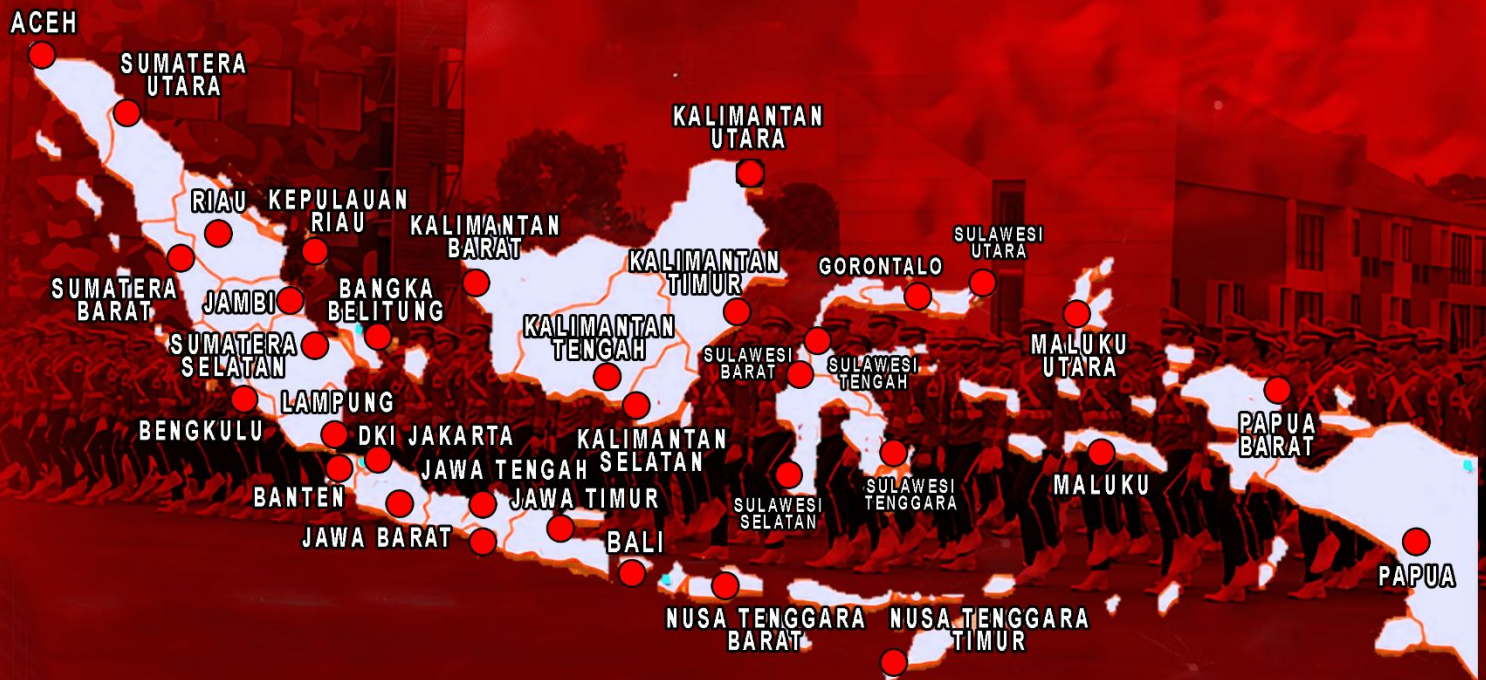 ACEH
SUMATERA
UTARA
KALIMANTAN
UTARA
RIAU
KEPULAUAN
RIAU
KALIMANTAN
BARAT
SULAWESI
UTARA
KALIMANTAN
TIMUR
GORONTALO
SUMATERA
BARAT
JAMBI
BANGKA
BELITUNG
KALIMANTAN
TENGAH
SUMATERA
SELATAN
SULAWESI
BARAT
SULAWESI
TENGAH
MALUKU
UTARA
LAMPUNG
BENGKULU
DKI JAKARTA
KALIMANTAN
SELATAN
PAPUA
BARAT
JAWA TENGAH
BANTEN
JAWA TIMUR
SULAWESI
SELATAN
SULAWESI
TENGGARA
MALUKU
JAWA BARAT
BALI
PAPUA
NUSA TENGGARA
BARAT
NUSA TENGGARA
TIMUR